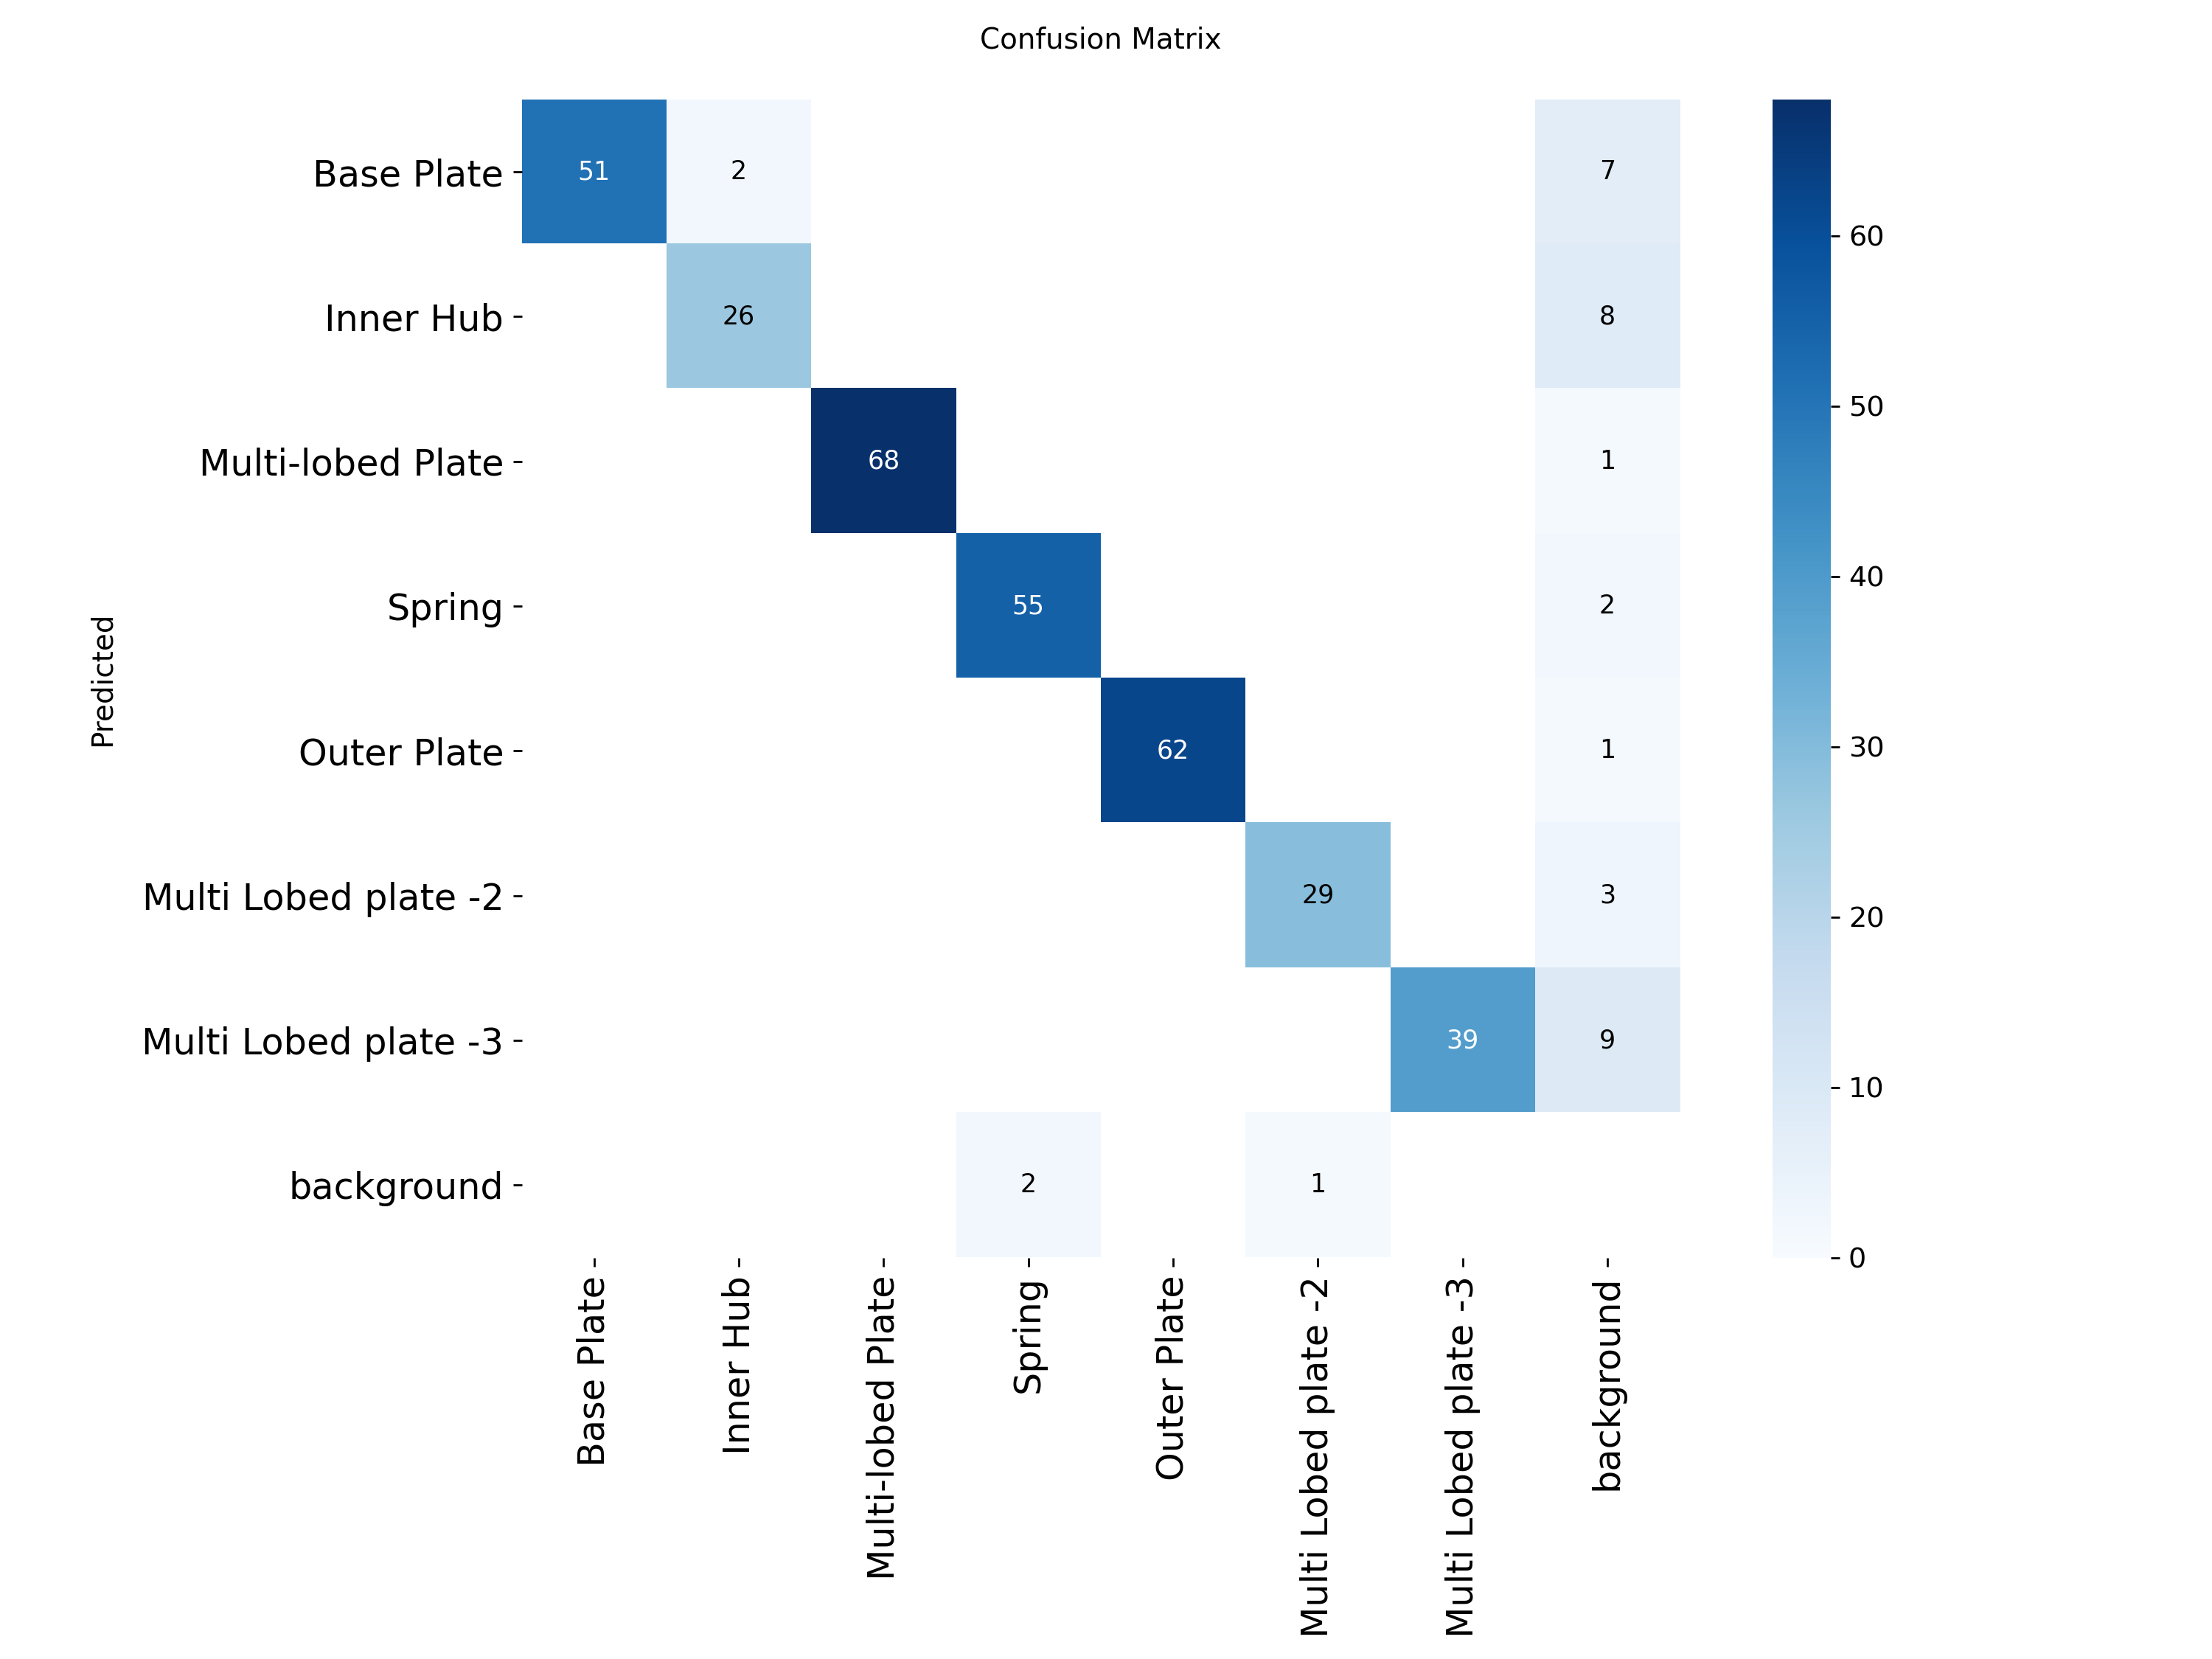 Confusion Matrix
Predicted
Base Plate 51 2 7
Inner Hub 26 8
Multi-lobed Plate 68 1
Spring 55 2
Outer Plate 62 1
Multi Lobed plate -2 29 3
Multi Lobed plate -3 39 9
background 2 1
Base Plate
Inner Hub
Multi-lobed Plate
Spring
Outer Plate
Multi Lobed plate -2
Multi Lobed plate -3
background
60
50
40
30
20
10
0